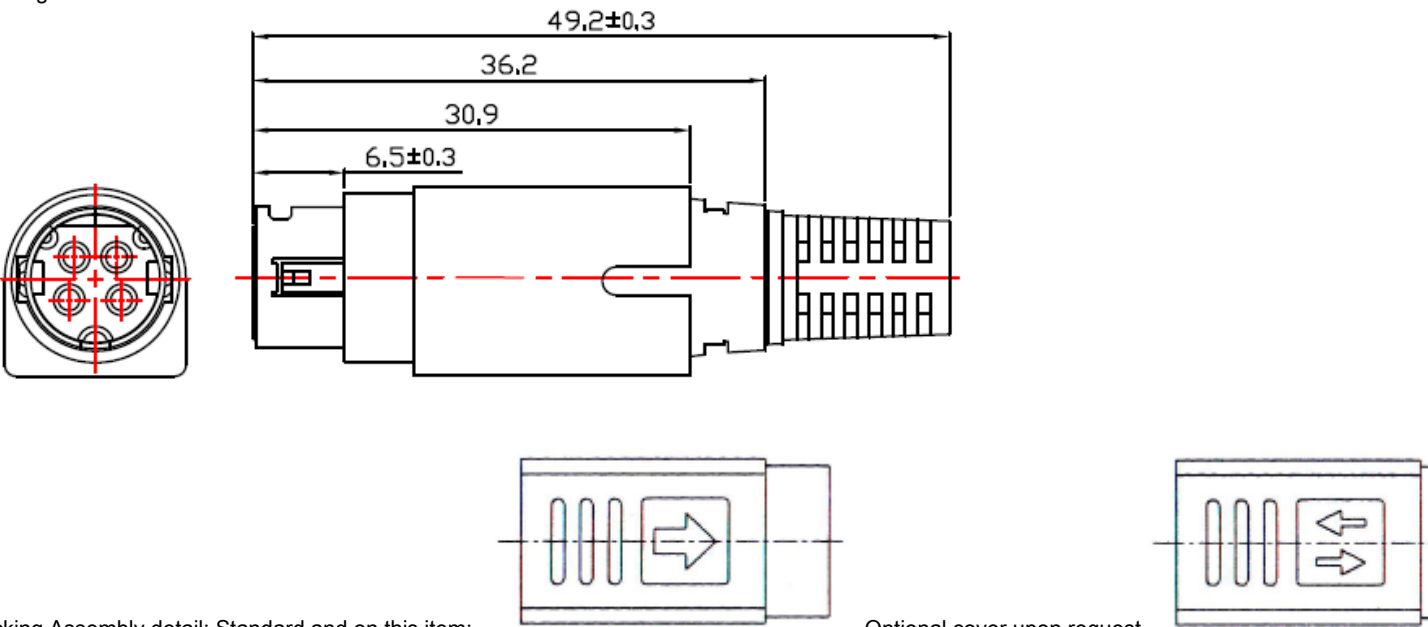 49.2±0.3
36.2
30.9
6.5±0.3
Assembly detail: Standard and on this item:
Optional cover upon request